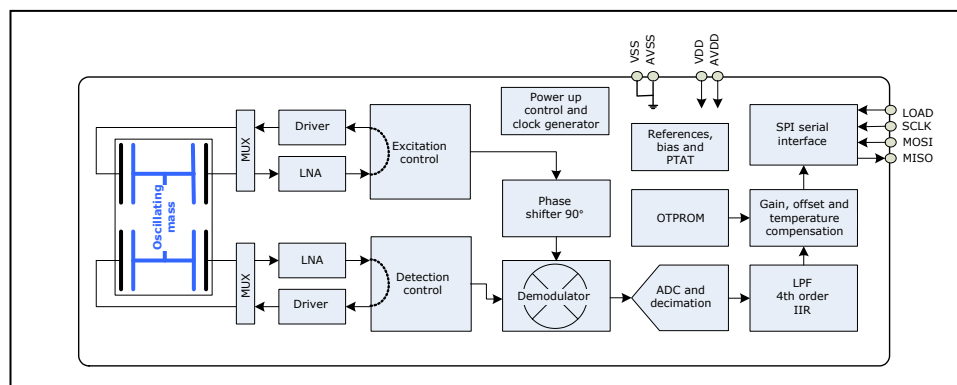 VSS
AVSS
VDD
AVDD
Power up
control and
clock generator
References,
bias and
PTAT
SPI serial
interface
LOAD
SCLK
MOSI
MISO
MUX
Driver
LNA
Excitation
control
Oscillating
mass
Phase
shifter 90°
OTPROM
Gain, offset and
temperature
compensation
MUX
LNA
Driver
Detection
control
Demodulator
ADC and
decimation
LPF
4th order
IIR